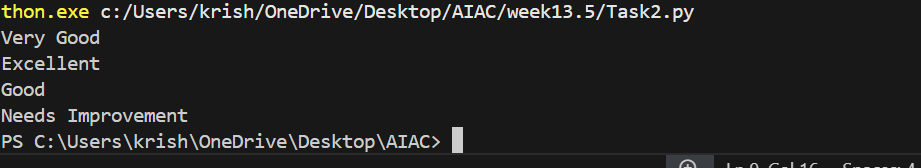 thon.exe c:/Users/krish/OneDrive/Desktop/AIAC/week13.5/Task2.py
Very Good
Excellent
Good
Needs Improvement
PS C:\Users\krish\OneDrive\Desktop\AIAC>